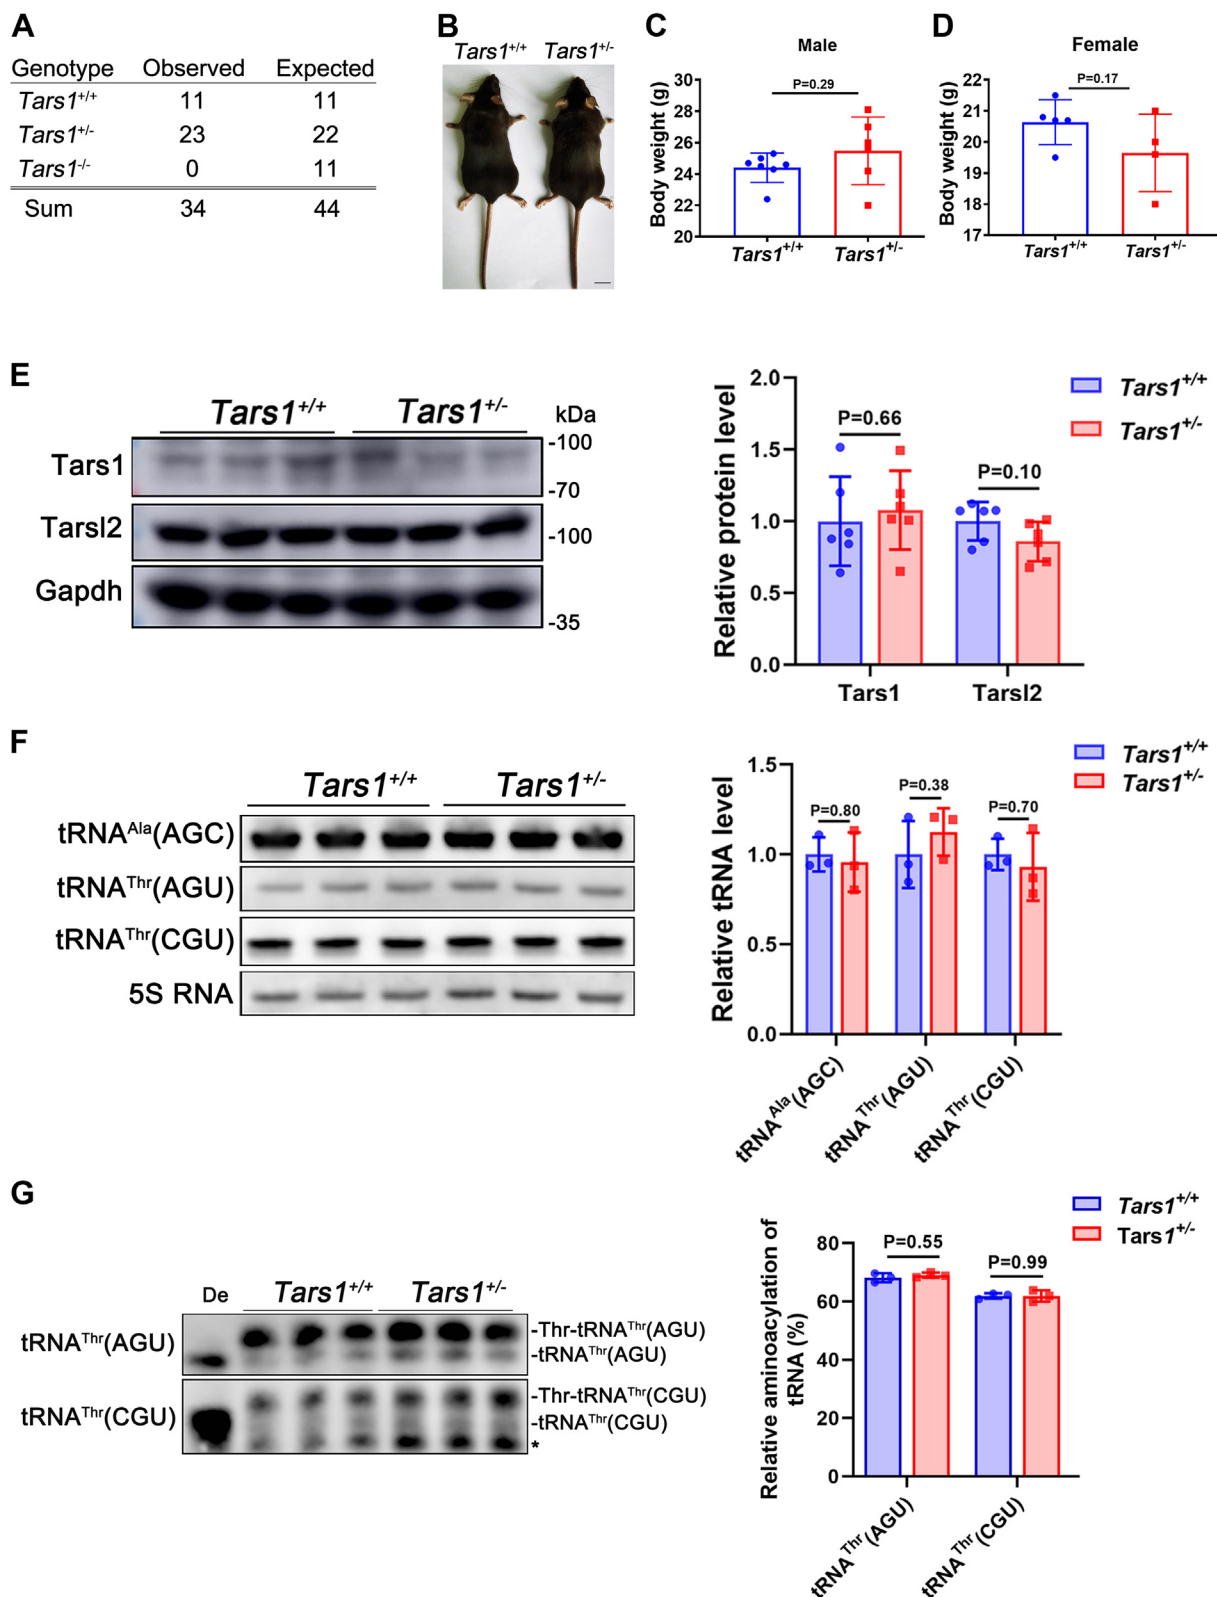 A
Genotype Observed Expected
Tars1+/+ 11 11
Tars1+/- 23 22
Tars1-/- 0 11
Sum 34 44
B
Tars1+/+ Tars1+/-
C
Male
P=0.29
Body weight (g)
30
28
26
24
22
20
Tars1+/+ Tars1+/-
D
Female
P=0.17
Body weight (g)
22
21
20
19
18
17
Tars1+/+ Tars1+/-
E
Tars1+/+ Tars1+/- kDa
Tars1
-100
-70
Tarsl2
-100
Gapdh
-35
Relative protein level
2.0
1.5
1.0
0.5
0.0
P=0.66
P=0.10
Tars1 Tarsl2
Tars1+/+
Tars1+/-
F
Tars1+/+ Tars1+/-
tRNAAla(AGC)
tRNAThr(AGU)
tRNAThr(CGU)
5S RNA
Relative tRNA level
1.5
1.0
0.5
0.0
P=0.80
P=0.38
P=0.70
tRNAAla(AGC)
tRNAThr(AGU)
tRNAThr(CGU)
Tars1+/+
Tars1+/-
G
De Tars1+/+ Tars1+/-
tRNAThr(AGU)
-Thr-tRNAThr(AGU)
-tRNAThr(AGU)
tRNAThr(CGU)
-Thr-tRNAThr(CGU)
-tRNAThr(CGU)
*
Relative aminoacylation of
tRNA (%)
80
60
40
20
0
P=0.55
P=0.99
tRNAThr(AGU)
tRNAThr(CGU)
Tars1+/+
Tars1+/-